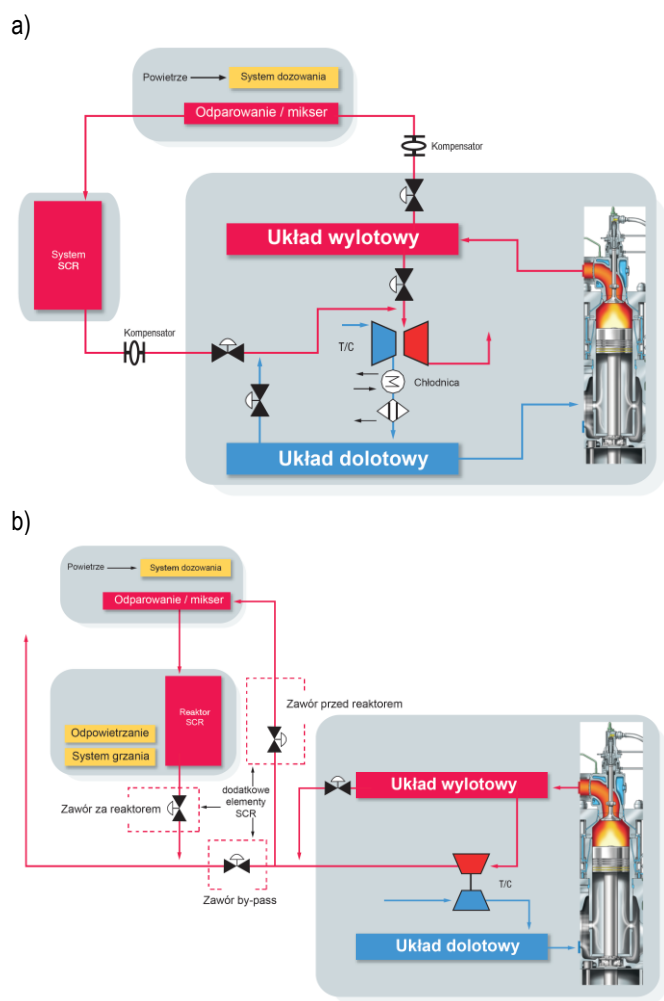 a)
Powietrze
System dozowania
Odparowanie / mikser
Kompensator
Układ wylotowy
System
SCR
Kompensator
T/C
Chłodnica
Układ dolotowy
b)
Powietrze
System dozowania
Odparowanie / mikser
Zawór przed reaktorem
Reaktor
SCR
Odpowietrzanie
System grzania
Układ wylotowy
dodatkowe
elementy
SCR
Zawór za reaktorem
T/C
Zawór by-pass
Układ dolotowy